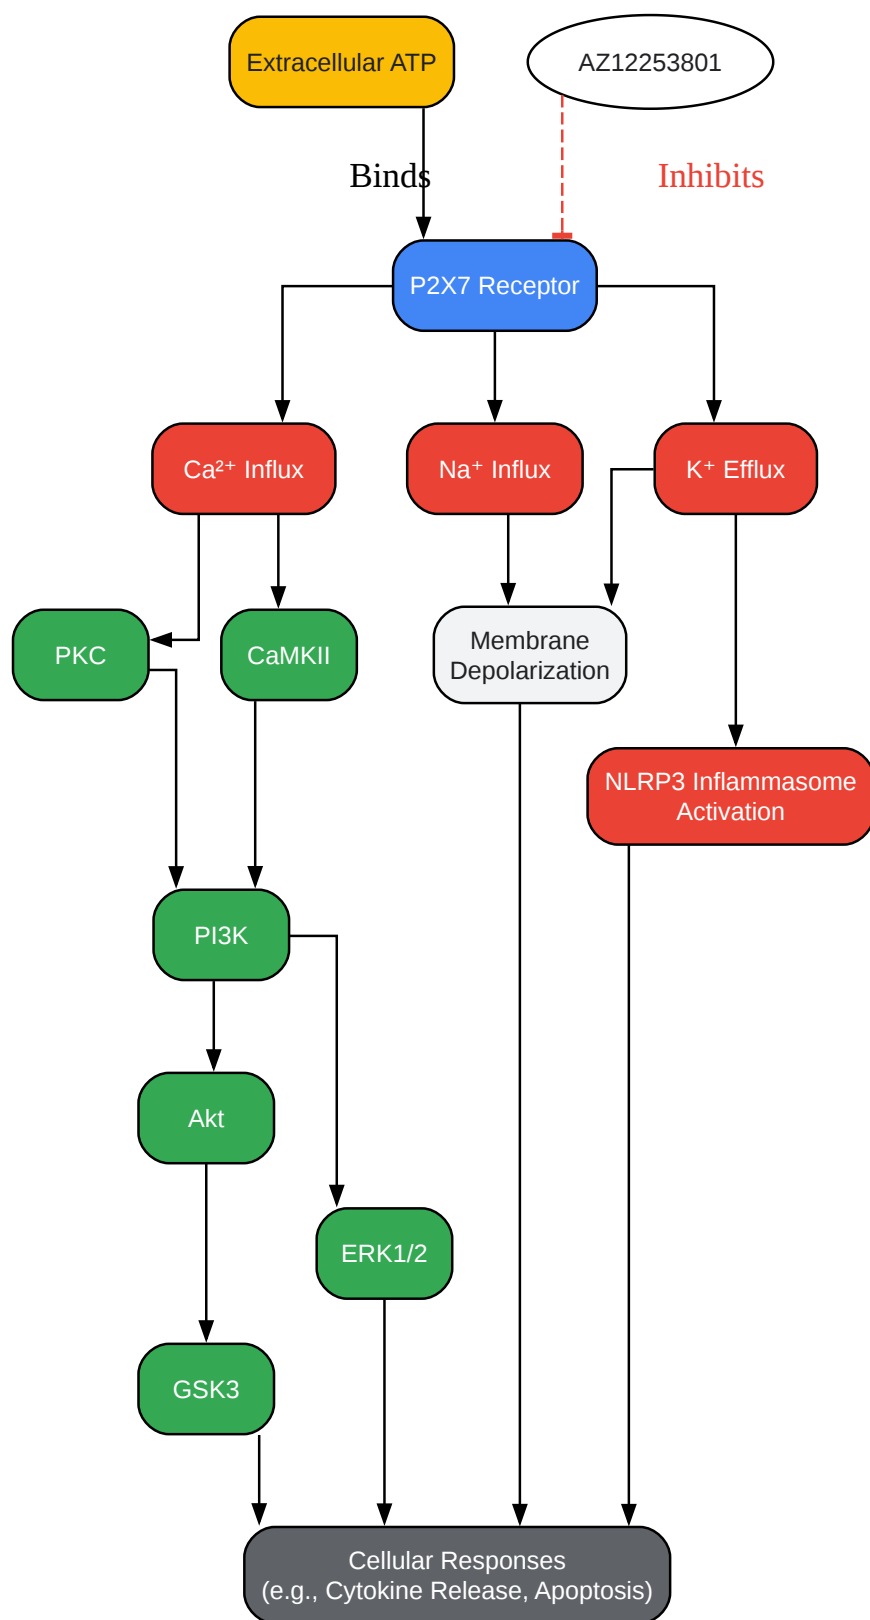 Extracellular ATP
AZ12253801
Binds
Inhibits
P2X7 Receptor
Ca²⁺ Influx
Na⁺ Influx
K⁺ Efflux
PKC
CaMKII
Membrane
Depolarization
NLRP3 Inflammasome
Activation
PI3K
Akt
ERK1/2
GSK3
Cellular Responses
(e.g., Cytokine Release, Apoptosis)